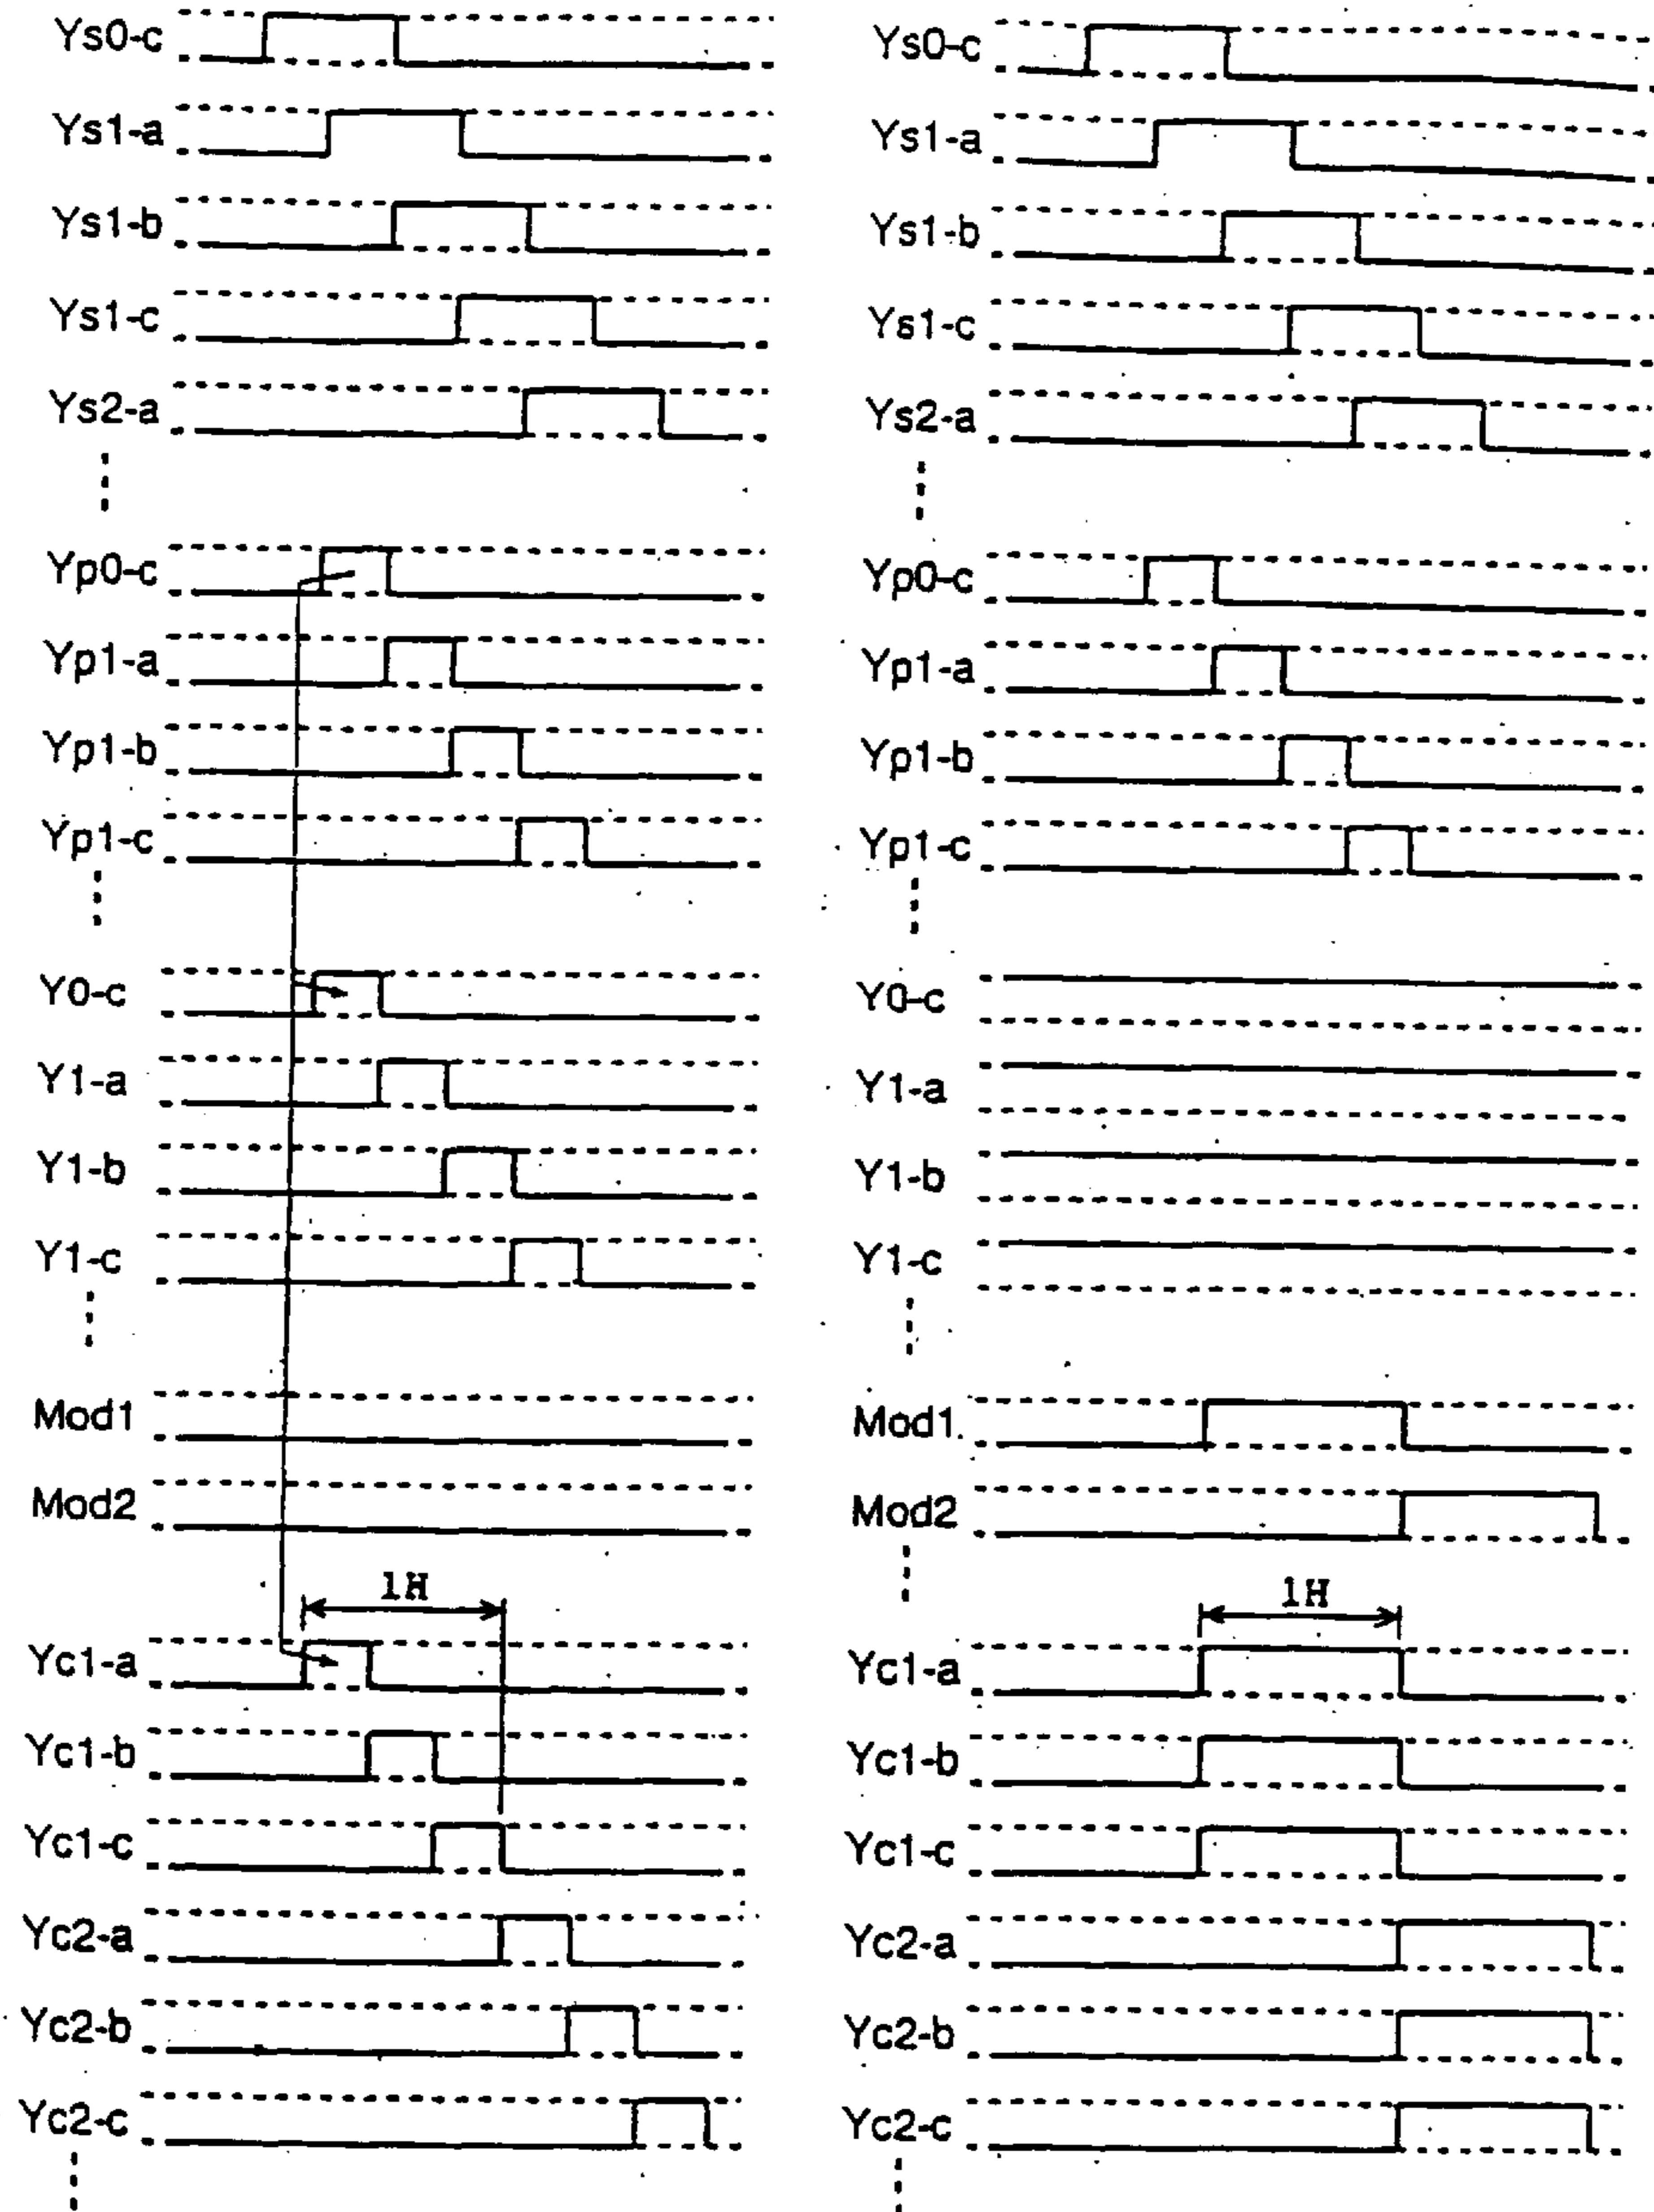 Ys0-c
Ys1-a
Ys1-b
Ys1-c
Ys2-a
Yp0-c
Yp1-a
Yp1-b
Yp1-c
Y0-c
Y1-a
Y1-b
Y1-c
Mod1
Mod2
1H
Yc1-a
Yc1-b
Yc1-c
Yc2-a
Yc2-b
Yc2-c
Ys0-c
Ys1-a
Ys1-b
Ys1-c
Ys2-a
Yp0-c
Yp1-a
Yp1-b
Yp1-c
Y0-c
Y1-a
Y1-b
Y1-c
Mod1
Mod2
1H
Yc1-a
Yc1-b
Yc1-c
Yc2-a
Yc2-b
Yc2-c